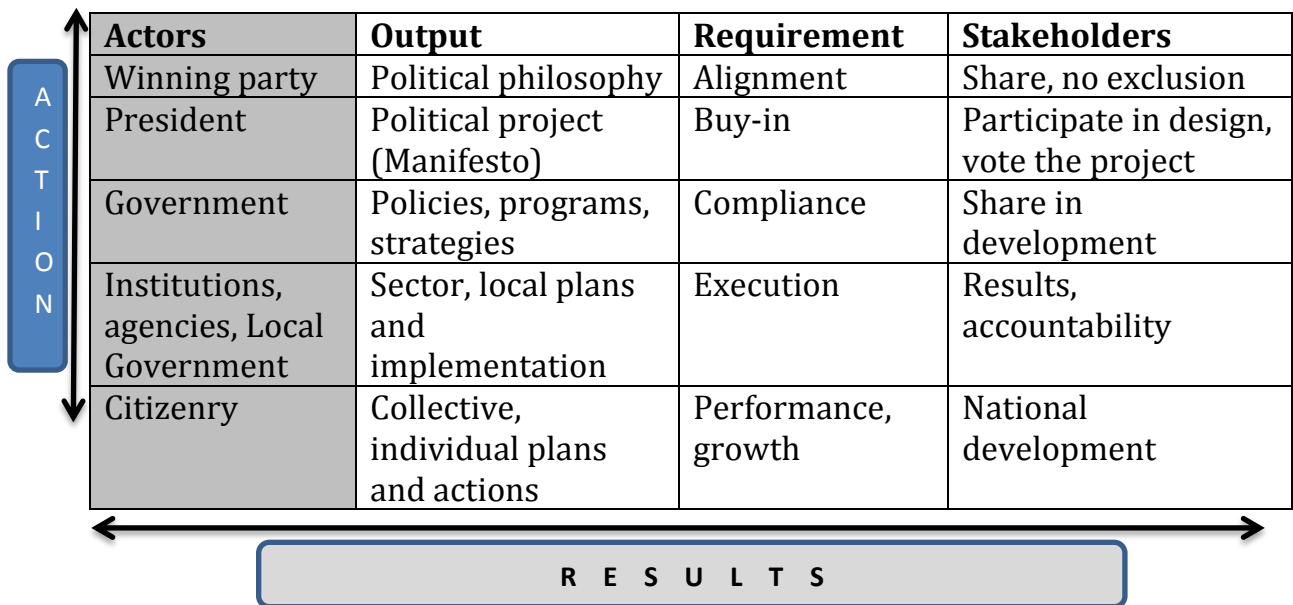 Actors Output Requirement Stakeholders
Winning party Political philosophy Alignment Share, no exclusion
President Political project (Manifesto) Buy-in Participate in design, vote the project
Government Policies, programs, strategies Compliance Share in development
Institutions, agencies, Local Government Sector, local plans and implementation Execution Results, accountability
Citizenry Collective, individual plans and actions Performance, growth National development
A
C
T
I
O
N
R E S U L T S